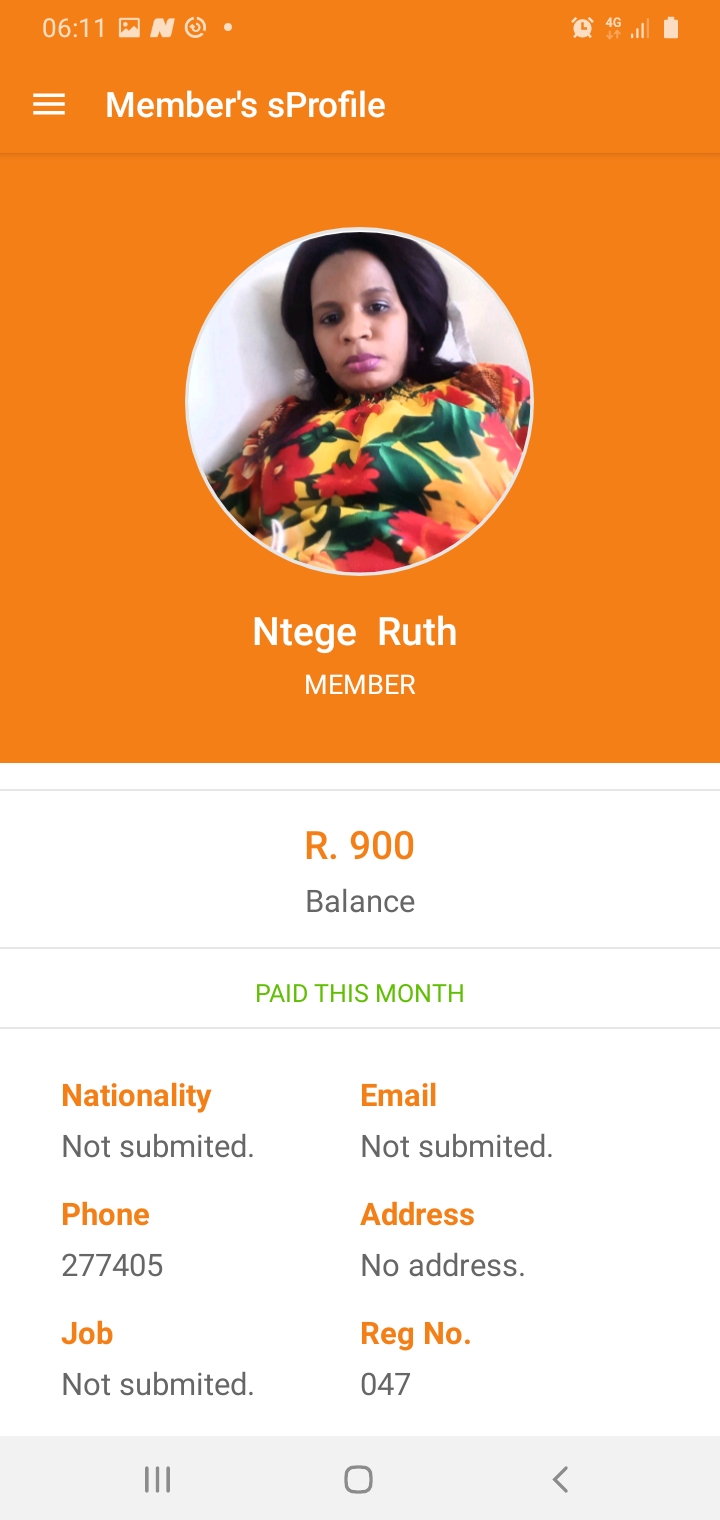 06:11
4G
Member's sProfile
Ntege Ruth
MEMBER
R. 900
Balance
PAID THIS MONTH
Nationality Email
Not submited. Not submited.
Phone Address
277405 No address.
Job Reg No.
Not submited. 047